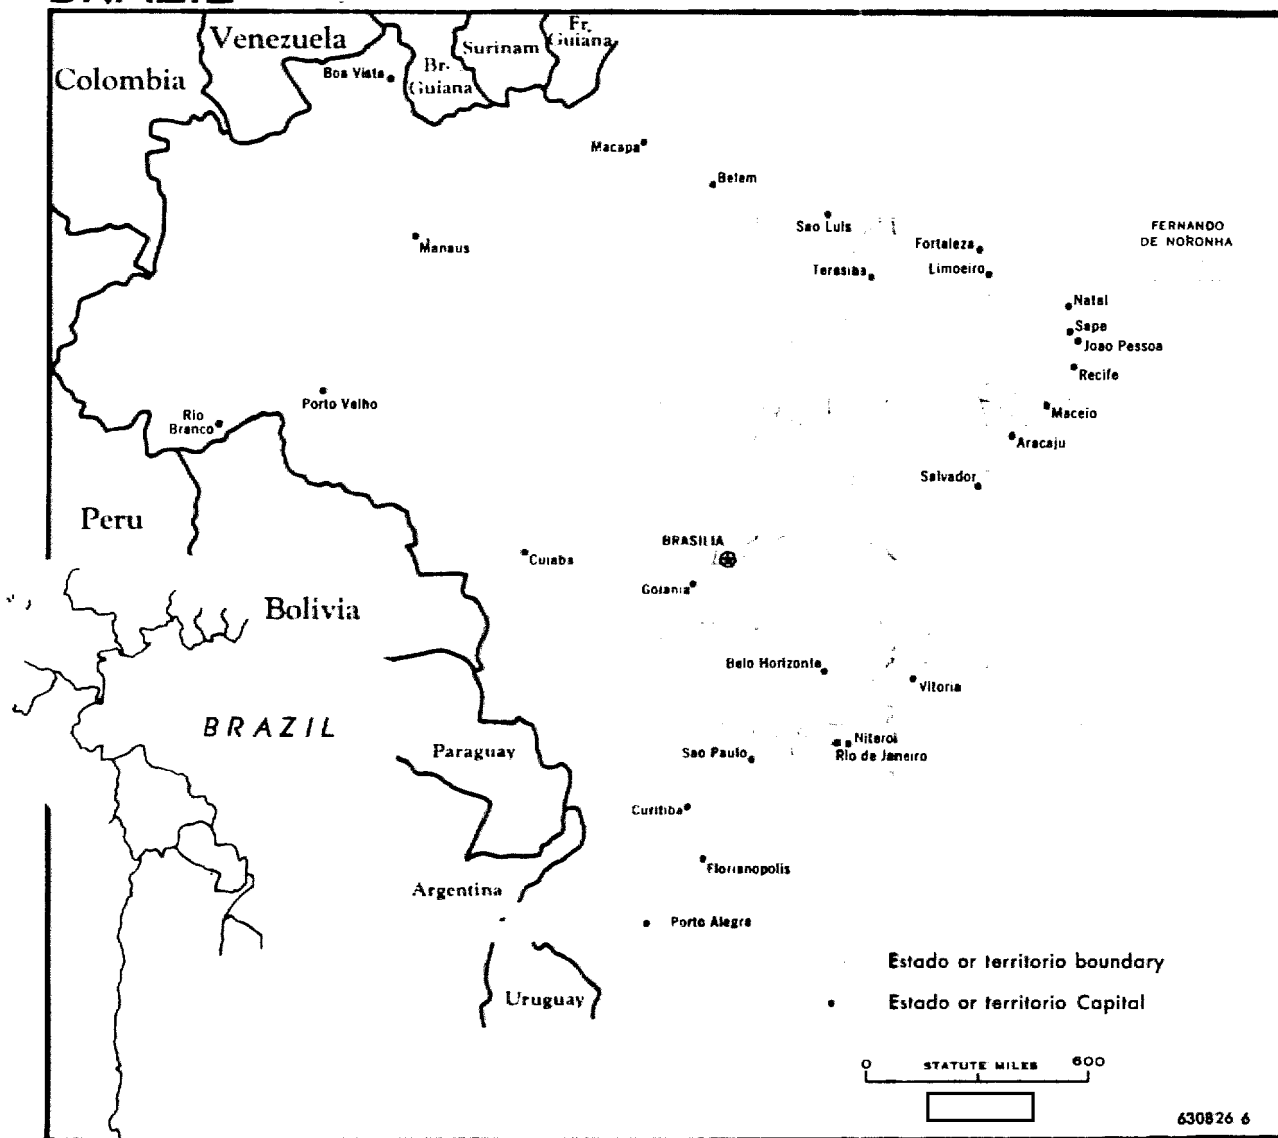 Venezuela
Colombia
Boa Vista
Br.
Guiana
Surinam
Fr.
Guiana
Macapa
Betem
Sao Luis
Fortaleza
FERNANDO
DE NORONHA
Manaus
Terasina
Limoeiro
Natal
Sape
Joao Pessoa
Recife
Porto Velho
Rio
Branco
Maceio
Aracaju
Salvador
Peru
BRASILIA
Cuiaba
Goiania
Bolivia
Belo Horizonte
Vitoria
BRAZIL
Paraguay
Niteroi
Rio de Janeiro
Sao Paulo
Curitiba
Florianopolis
Argentina
Porto Alegre
Uruguay
Estado or territorio boundary
Estado or territorio Capital
0 STATUTE MILES 600
630826 6